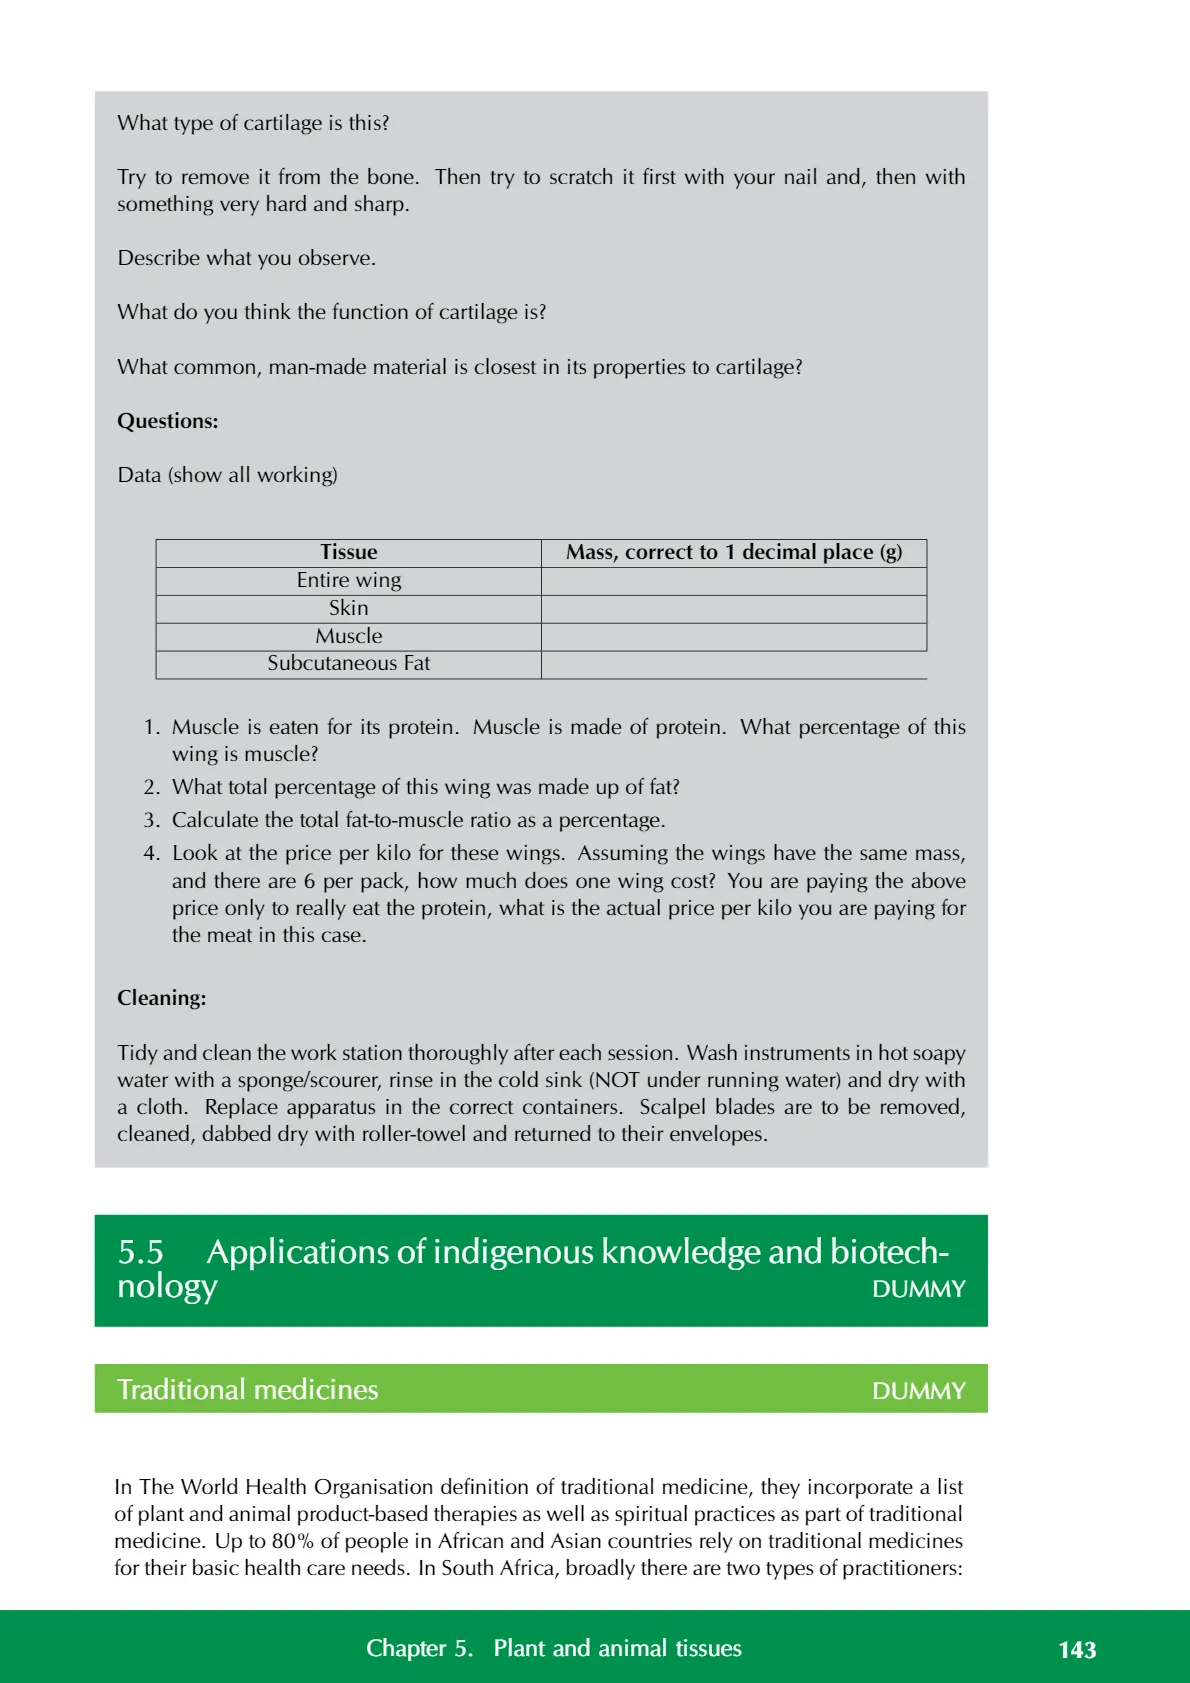 What type of cartilage is this?
Try to remove it from the bone. Then try to scratch it first with your nail and, then with
something very hard and sharp.
Describe what you observe.
What do you think the function of cartilage is?
What common, man-made material is closest in its properties to cartilage?
Questions:
Data (show all working)
Tissue Mass, correct to 1 decimal place (g)
Entire wing
Skin
Muscle
Subcutaneous Fat
1. Muscle is eaten for its protein. Muscle is made of protein. What percentage of this
wing is muscle?
2. What total percentage of this wing was made up of fat?
3. Calculate the total fat-to-muscle ratio as a percentage.
4. Look at the price per kilo for these wings. Assuming the wings have the same mass,
and there are 6 per pack, how much does one wing cost? You are paying the above
price only to really eat the protein, what is the actual price per kilo you are paying for
the meat in this case.
Cleaning:
Tidy and clean the work station thoroughly after each session. Wash instruments in hot soapy
water with a sponge/scourer, rinse in the cold sink (NOT under running water) and dry with
a cloth. Replace apparatus in the correct containers. Scalpel blades are to be removed,
cleaned, dabbed dry with roller-towel and returned to their envelopes.
5.5 Applications of indigenous knowledge and biotech-
nology DUMMY
Traditional medicines DUMMY
In The World Health Organisation definition of traditional medicine, they incorporate a list
of plant and animal product-based therapies as well as spiritual practices as part of traditional
medicine. Up to 80% of people in African and Asian countries rely on traditional medicines
for their basic health care needs. In South Africa, broadly there are two types of practitioners:
Chapter 5. Plant and animal tissues 143